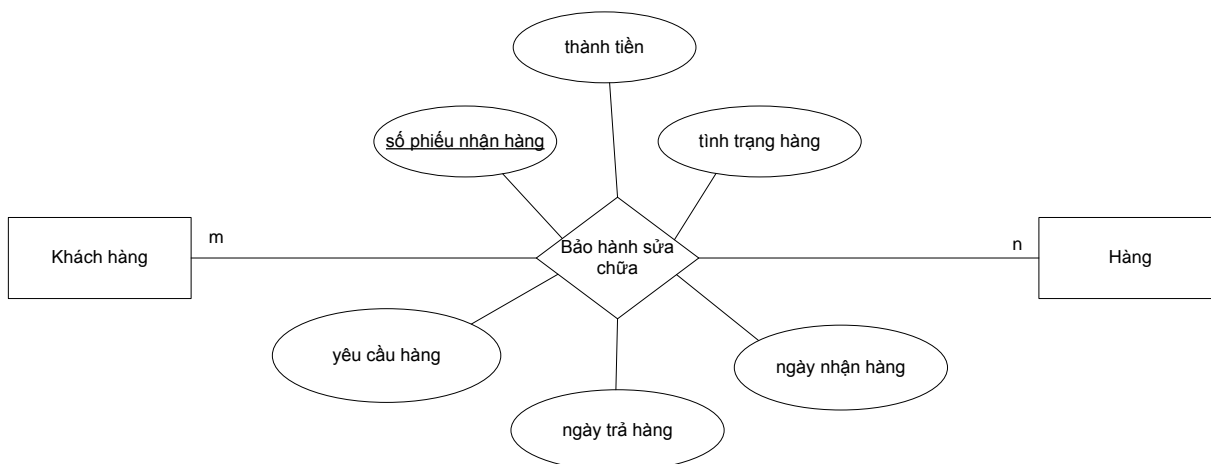 thành tiền
số phiếu nhận hàng
tình trạng hàng
Khách hàng
m
Bảo hành sửa
chữa
n
Hàng
yêu cầu hàng
ngày nhận hàng
ngày trả hàng